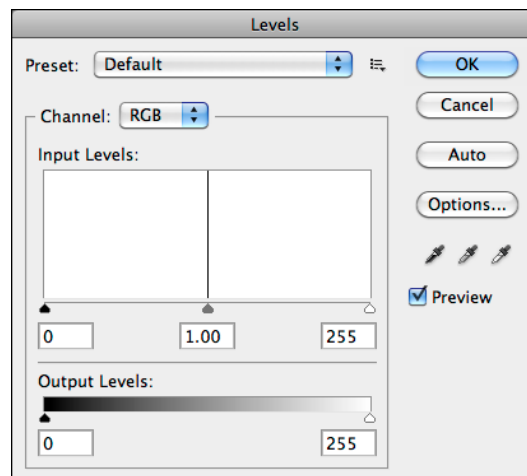 Levels
Preset: Default
OK
Cancel
Channel: RGB
Auto
Input Levels:
Options...
Preview
0 1.00 255
Output Levels:
0 255